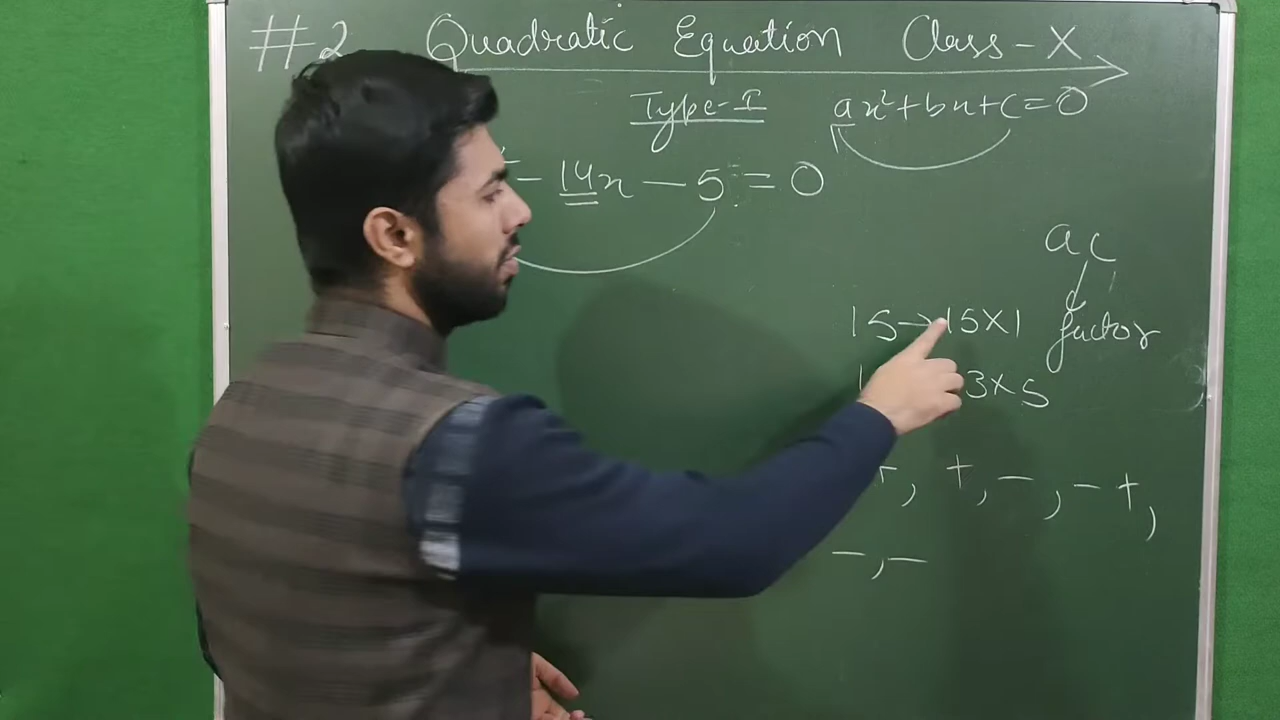 #2 Quadratic Equation Class-X
Type-I ax²+bx+c=0
- 14x - 5 = 0
ac
15→15×1 factor
3×5
+, +,-, -+,
-,-